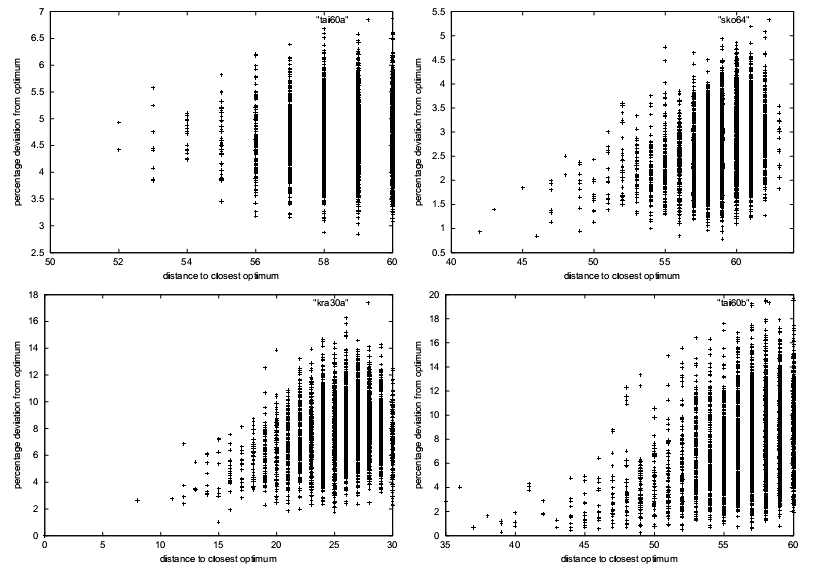 7
6.5
6
5.5
5
4.5
4
3.5
3
2.5
percentage deviation from optimum
"tai60a"
50 52 54 56 58 60
distance to closest optimum
5.5
5
4.5
4
3.5
3
2.5
2
1.5
1
0.5
percentage deviation from optimum
"sko64"
40 45 50 55 60
distance to closest optimum
18
16
14
12
10
8
6
4
2
0
percentage deviation from optimum
"kra30a"
0 5 10 15 20 25 30
distance to closest optimum
20
18
16
14
12
10
8
6
4
2
0
percentage deviation from optimum
"tai60b"
35 40 45 50 55 60
distance to closest optimum